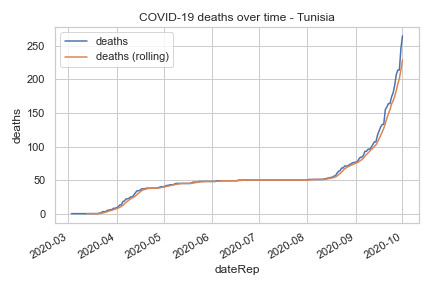 COVID-19 deaths over time - Tunisia
deaths
deaths (rolling)
250
200
150
100
50
0
deaths
2020-03
2020-04
2020-05
2020-06
2020-07
2020-08
2020-09
2020-10
dateRep